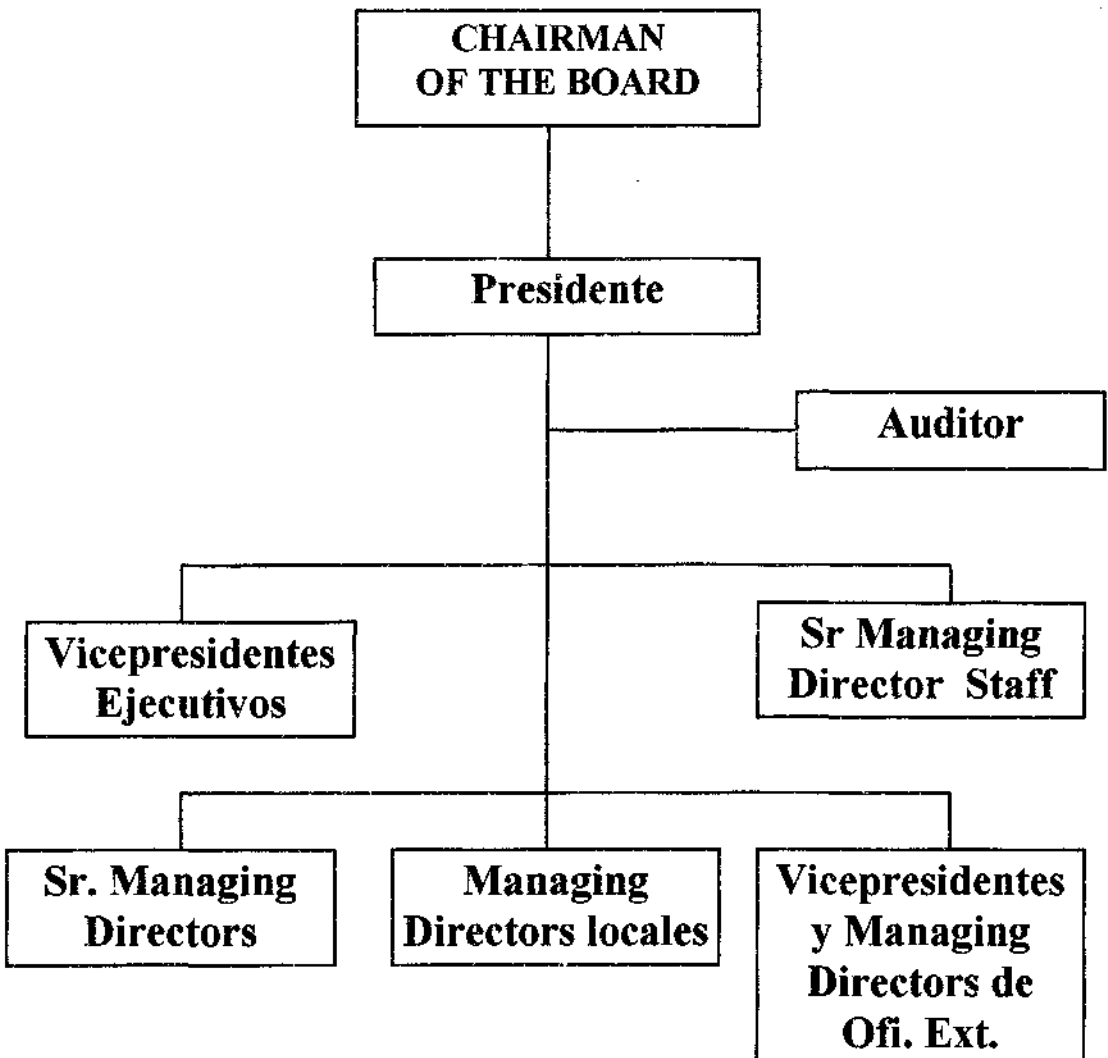 CHAIRMAN
OF THE BOARD
Presidente
Auditor
Vicepresidentes
Ejecutivos
Sr Managing
Director Staff
Sr. Managing
Directors
Managing
Directors locales
Vicepresidentes
y Managing
Directors de
Ofi. Ext.